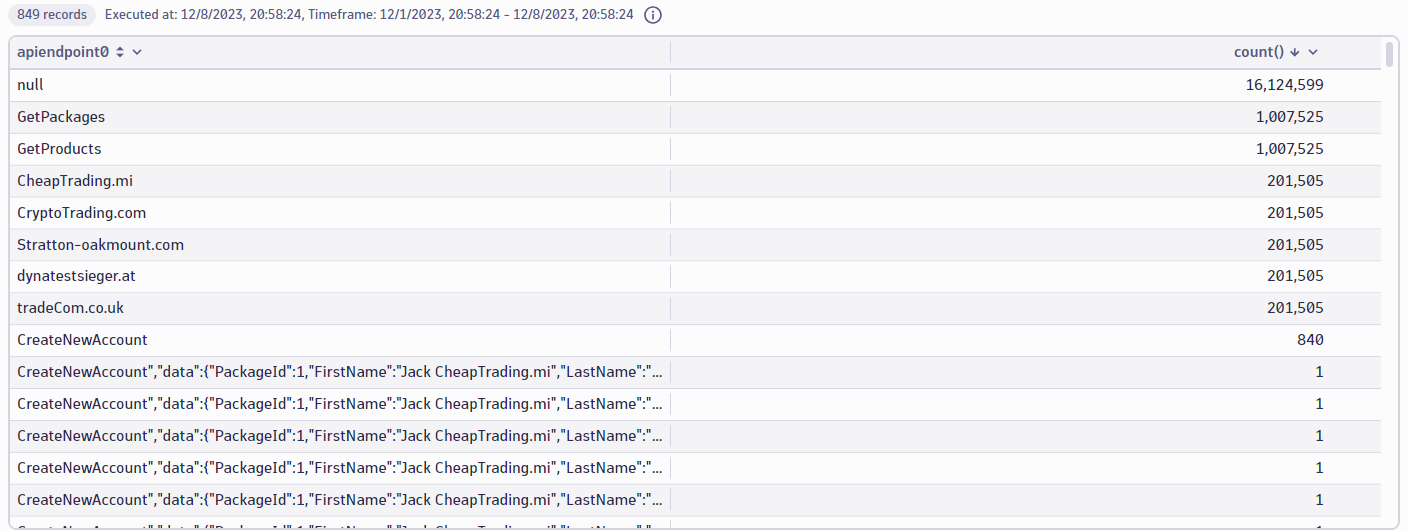 849 records Executed at: 12/8/2023, 20:58:24, Timeframe: 12/1/2023, 20:58:24 - 12/8/2023, 20:58:24
apiendpoint0 count()
null 16,124,599
GetPackages 1,007,525
GetProducts 1,007,525
CheapTrading.mi 201,505
CryptoTrading.com 201,505
Stratton-oakmount.com 201,505
dynatestsieger.at 201,505
tradeCom.co.uk 201,505
CreateNewAccount 840
CreateNewAccount","data":{"PackageId":1,"FirstName":"Jack CheapTrading.mi","LastName":"... 1
CreateNewAccount","data":{"PackageId":1,"FirstName":"Jack CheapTrading.mi","LastName":"... 1
CreateNewAccount","data":{"PackageId":1,"FirstName":"Jack CheapTrading.mi","LastName":"... 1
CreateNewAccount","data":{"PackageId":1,"FirstName":"Jack CheapTrading.mi","LastName":"... 1
CreateNewAccount","data":{"PackageId":1,"FirstName":"Jack CheapTrading.mi","LastName":"... 1